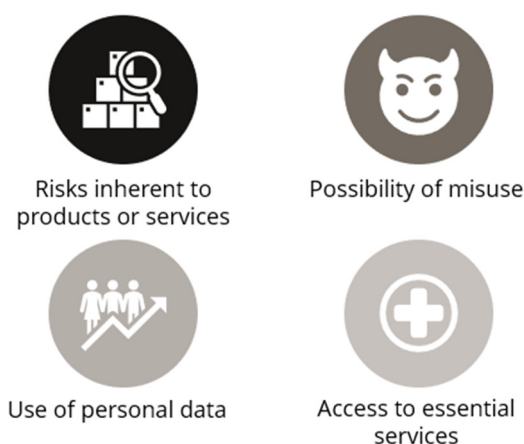 Risks inherent to
products or services
Possibility of misuse
Use of personal data
Access to essential
services